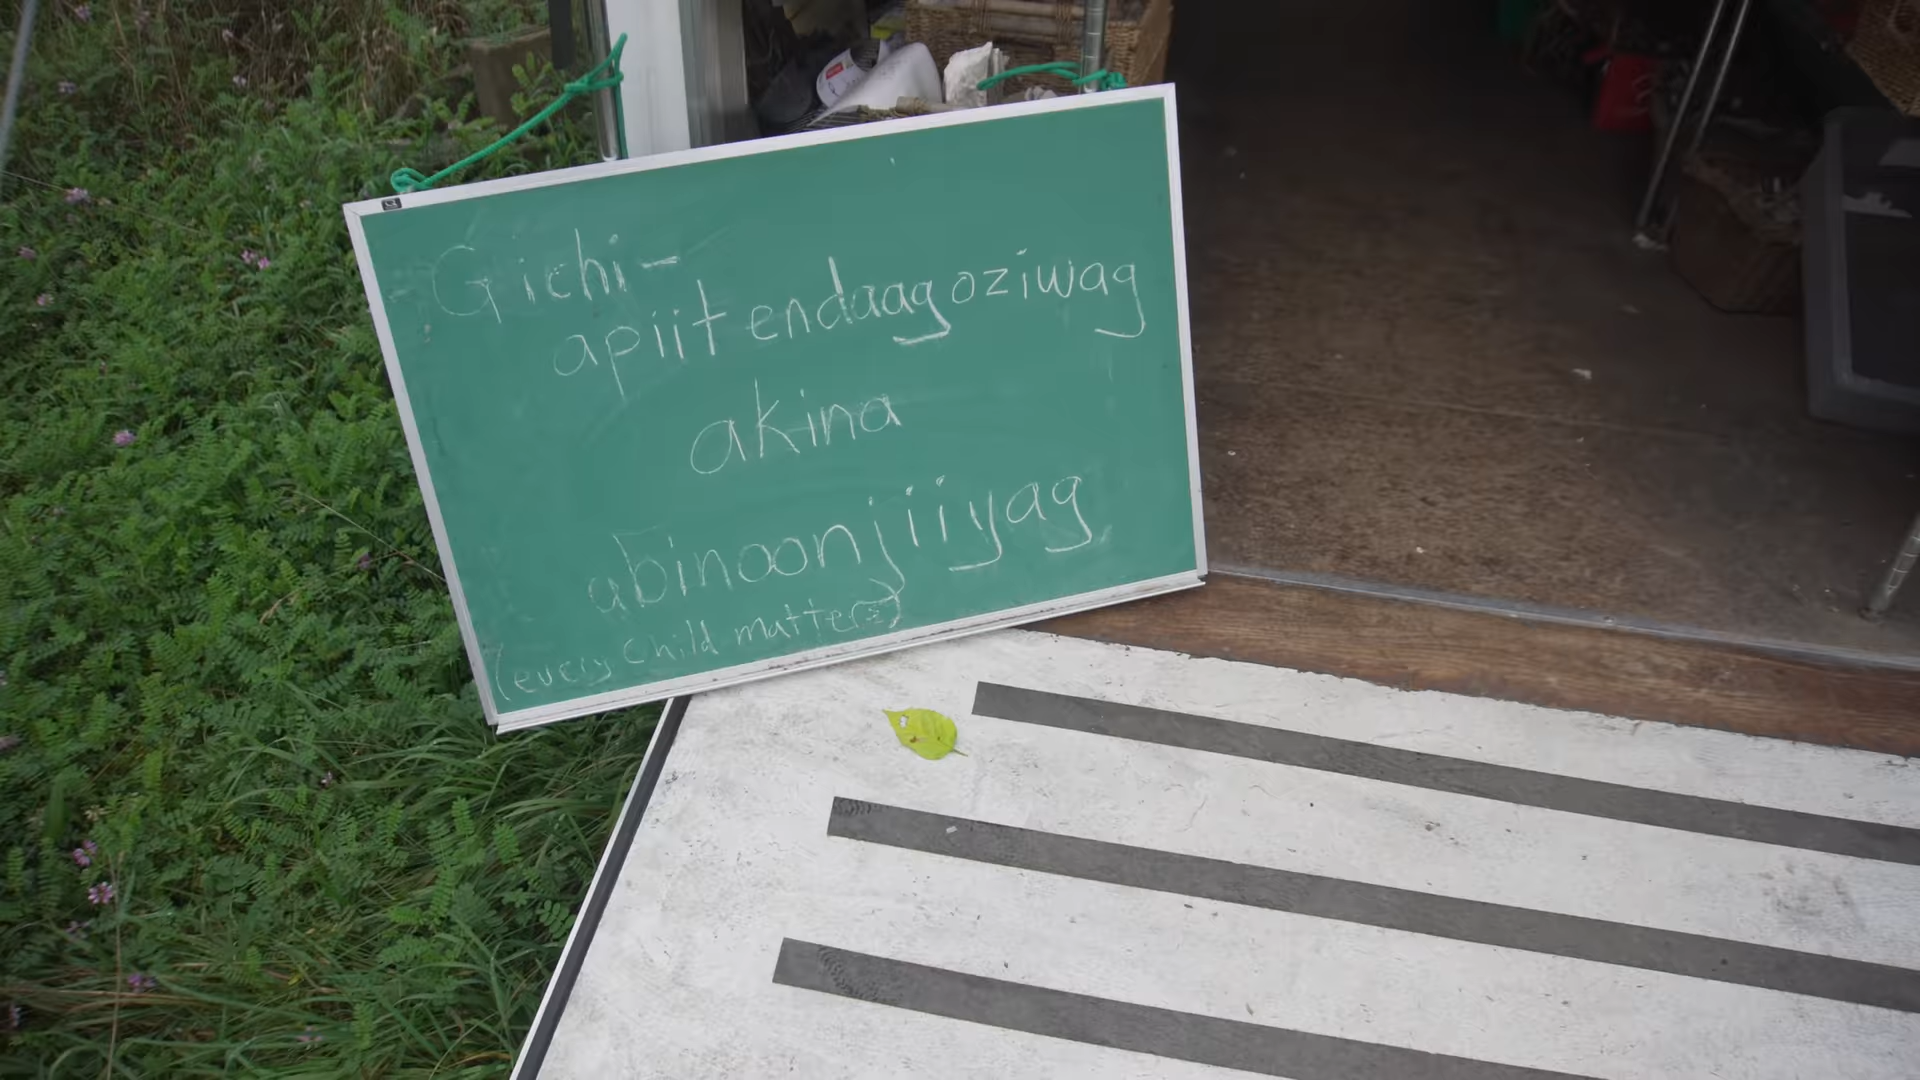 Gichi-
apiitendaagoziwag
akina
abinoonjiiyag
(every child matters)